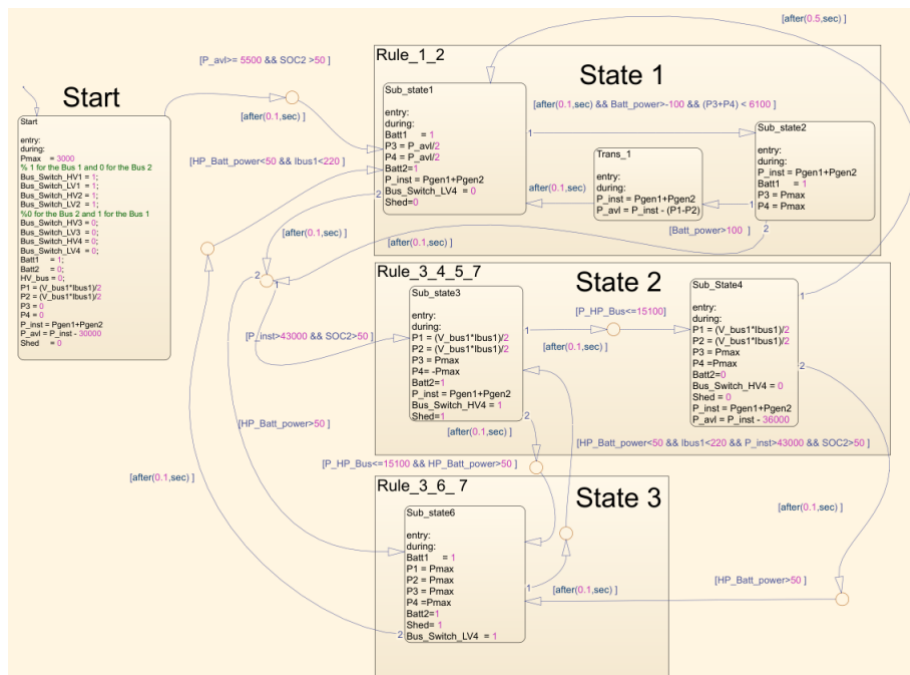 [after(0.5,sec) ]
Rule_1_2
State 1
[P_avl>= 5500 && SOC2 >50 ]
Start
[after(0.1,sec) ]
Sub_state1
entry:
during:
Batt1 = 1
P3 = P_avl/2
P4 = P_avl/2
Batt2=1
P_inst = Pgen1+Pgen2
Bus_Switch_LV4 = 0
Shed=0
[after(0.1,sec) && Batt_power>-100 && (P3+P4) < 6100 ]
1
2
Sub_state2
entry:
during:
P_inst = Pgen1+Pgen2
Batt1 = 1
P3 = Pmax
P4 = Pmax
1
2
Trans_1
entry:
during:
P_inst = Pgen1+Pgen2
P_avl = P_inst - (P1-P2)
after(0.1,sec)
[Batt_power>100 ]
Start
entry:
during:
Pmax = 3000
% 1 for the Bus 1 and 0 for the Bus 2
Bus_Switch_HV1 = 1;
Bus_Switch_LV1 = 1;
Bus_Switch_HV2 = 1;
Bus_Switch_LV2 = 1;
%0 for the Bus 2 and 1 for the Bus 1
Bus_Switch_HV3 = 0;
Bus_Switch_LV3 = 0;
Bus_Switch_HV4 = 0;
Bus_Switch_LV4 = 0;
Batt1 = 1;
Batt2 = 0;
HV_bus = 0;
P1 = (V_bus1*Ibus1)/2
P2 = (V_bus1*Ibus1)/2
P3 = 0
P4 = 0
P_inst = Pgen1+Pgen2
P_avl = P_inst - 30000
Shed = 0
[HP_Batt_power<50 && Ibus1<220 ]
[after(0.1,sec) ]
[after(0.1,sec) ]
2
1
Rule_3_4_5_7
State 2
Sub_state3
entry:
during:
P1 = (V_bus1*Ibus1)/2
P2 = (V_bus1*Ibus1)/2
P3 = Pmax
P4= -Pmax
Batt2=1
P_inst = Pgen1+Pgen2
Bus_Switch_HV4 = 1
Shed=1
1
2
[P_HP_Bus<=15100]
[after(0.1,sec) ]
Sub_State4
entry:
during:
P1 = (V_bus1*Ibus1)/2
P2 = (V_bus1*Ibus1)/2
P3 = Pmax
P4 =Pmax
Batt2=0
Bus_Switch_HV4 = 0
Shed = 0
P_inst = Pgen1+Pgen2
P_avl = P_inst - 36000
1
2
[P_inst>43000 && SOC2>50 ]
[HP_Batt_power>50 ]
[after(0.1,sec) ]
[HP_Batt_power<50 && Ibus1<220 && P_inst>43000 && SOC2>50 ]
[P_HP_Bus<=15100 && HP_Batt_power>50 ]
[after(0.1,sec) ]
Rule_3_6_ 7
State 3
Sub_state6
entry:
during:
Batt1 = 1
P1 = Pmax
P2 = Pmax
P3 = Pmax
P4 =Pmax
Batt2=1
Shed= 1
Bus_Switch_LV4 = 1
1
2
[after(0.1,sec) ]
[after(0.1,sec) ]
[HP_Batt_power>50 ]